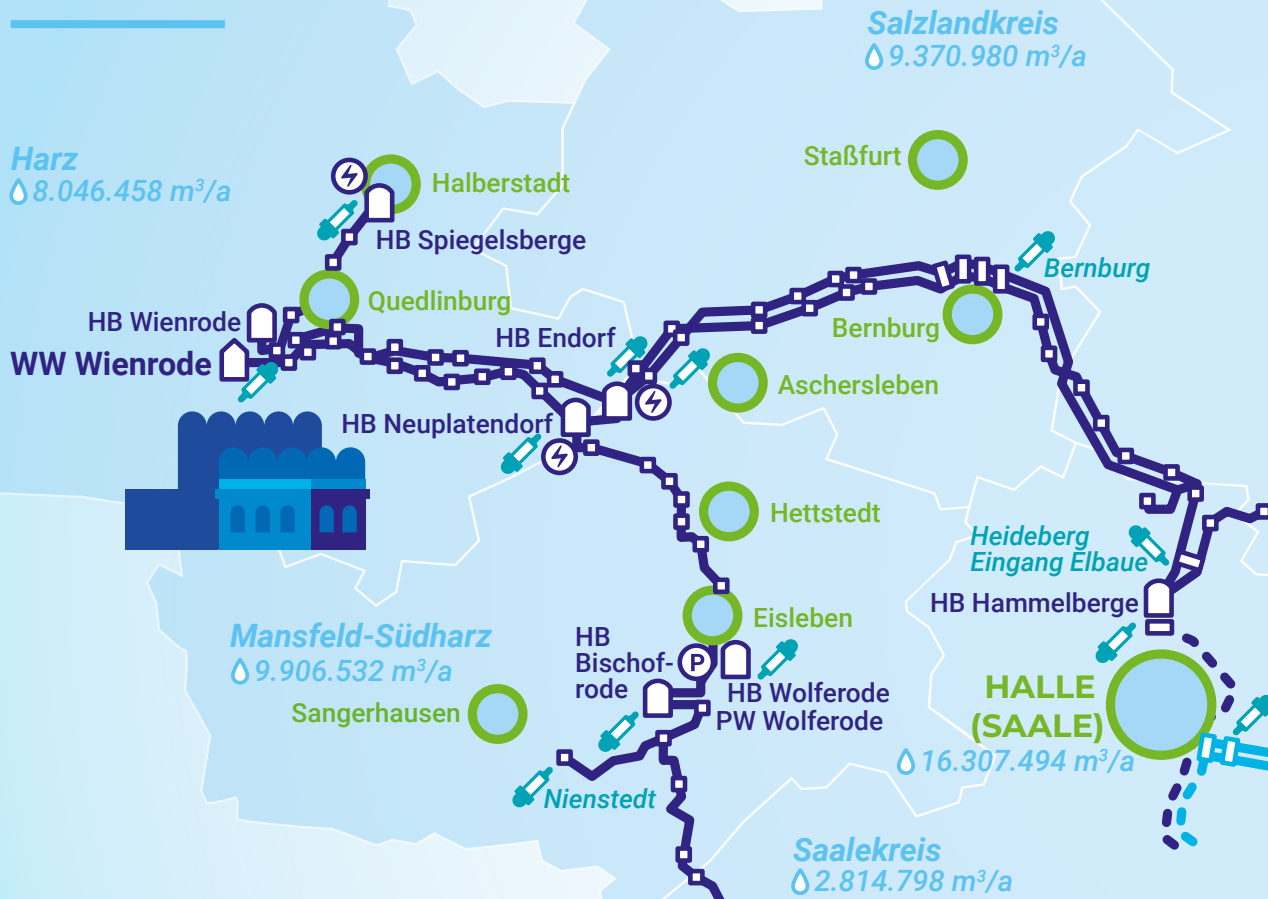 Salzlandkreis
9.370.980 m³/a
Harz
8.046.458 m³/a
Staßfurt
Halberstadt
HB Spiegelsberge
Bernburg
Quedlinburg
HB Wienrode
HB Endorf
Bernburg
WW Wienrode
Aschersleben
HB Neuplatendorf
Hettstedt
Heideberg
Eingang Elbaue
HB Hammelberge
Eisleben
Mansfeld-Südharz
9.906.532 m³/a
HB
Bischof-
rode
P
HB Wolferode
PW Wolferode
Sangerhausen
HALLE
(SAALE)
16.307.494 m³/a
Nienstedt
Saalekreis
2.814.798 m³/a